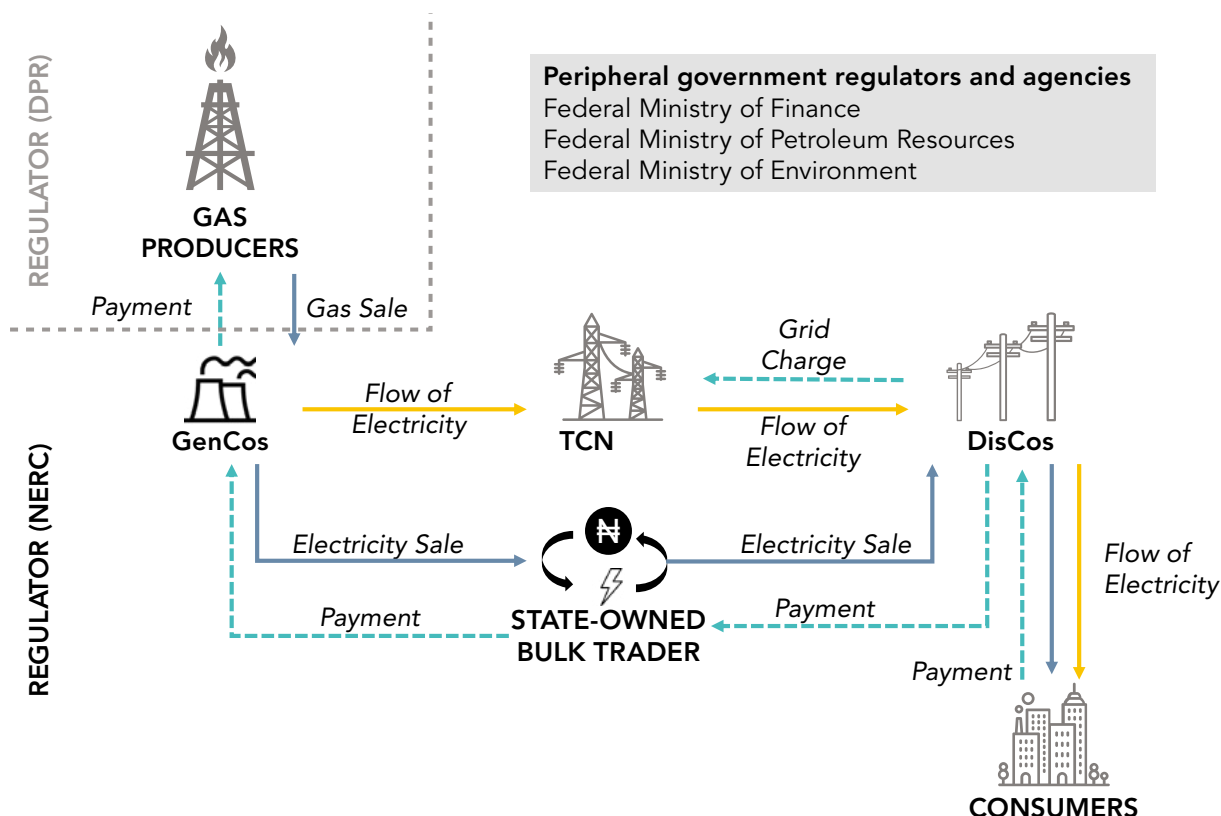 REGULATOR (DPR)
GAS
PRODUCERS
Payment
Gas Sale
Peripheral government regulators and agencies
Federal Ministry of Finance
Federal Ministry of Petroleum Resources
Federal Ministry of Environment
REGULATOR (NERC)
GenCos
Flow of
Electricity
TCN
Grid
Charge
Flow of
Electricity
DisCos
Electricity Sale
₦
Electricity Sale
Payment
STATE-OWNED
BULK TRADER
Payment
Flow of
Electricity
Payment
CONSUMERS